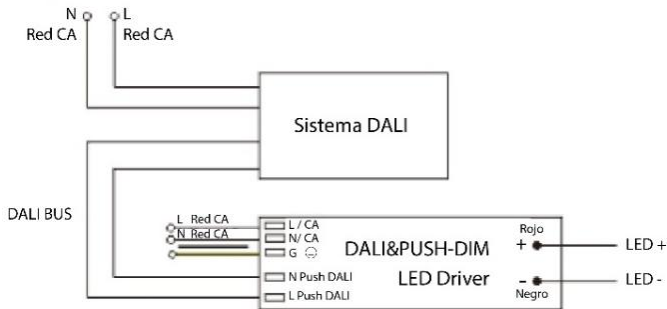 N L
Red CA Red CA
Sistema DALI
DALI BUS
L Red CA
N Red CA
L / CA
N/ CA
G
N Push DALI
L Push DALI
DALI&PUSH-DIM
LED Driver
Rojo
+
-
Negro
LED +
LED -